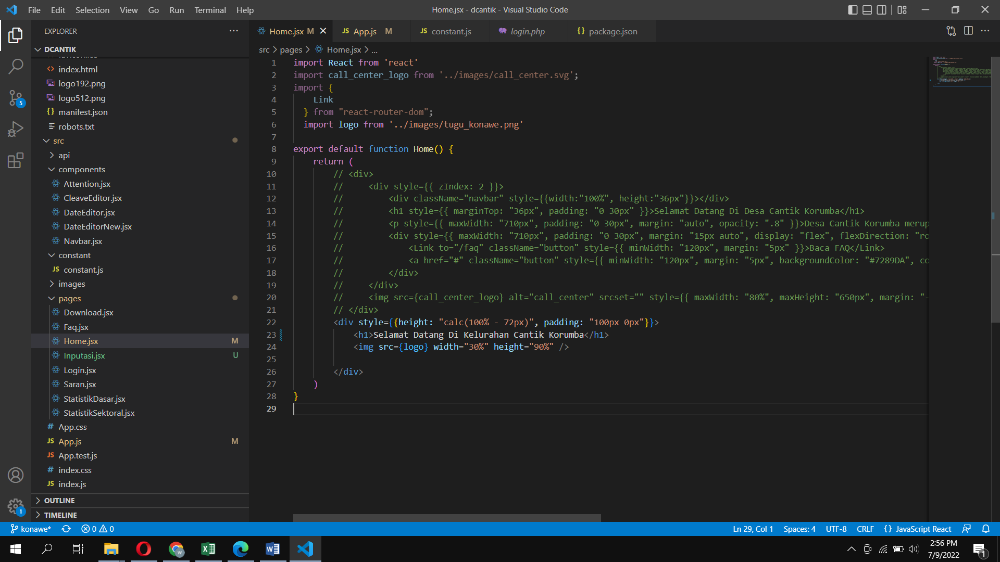 File Edit Selection View Go Run Terminal Help
Home.jsx - dcantik - Visual Studio Code
EXPLORER
DCANTIK
index.html
logo192.png
logo512.png
manifest.json
robots.txt
src
api
components
Attention.jsx
CleaveEditor.jsx
DateEditor.jsx
DateEditorNew.jsx
Navbar.jsx
constant
JS constant.js
images
pages
Download.jsx
Faq.jsx
Home.jsx M
Inputasi.jsx U
Login.jsx
Saran.jsx
StatistikDasar.jsx
StatistikSektoral.jsx
# App.css
JS App.js M
JS App.test.js
# index.css
JS index.js
OUTLINE
TIMELINE
5
1
Home.jsx M JS App.js M JS constant.js login.php {} package.json
src > pages > Home.jsx > ...
1 import React from 'react'
2 import call_center_logo from '../images/call_center.svg';
3 import {
4 Link
5 } from "react-router-dom";
6 import logo from '../images/tugu_konawe.png'
7
8 export default function Home() {
9 return (
10 // <div>
11 // <div style={{ zIndex: 2 }}>
12 // <div className="navbar" style={{width:"100%", height:"36px"}}></div>
13 // <h1 style={{ marginTop: "36px", padding: "0 30px" }}>Selamat Datang Di Desa Cantik Korumba</h1>
14 // <p style={{ maxWidth: "710px", padding: "0 30px", margin: "auto", opacity: ".8" }}>Desa Cantik Korumba merup
15 // <div style={{ maxWidth: "710px", padding: "0 30px", margin: "15px auto", display: "flex", flexDirection: "ro
16 // <Link to="/faq" className="button" style={{ minWidth: "120px", margin: "5px" }}>Baca FAQ</Link>
17 // <a href="#" className="button" style={{ minWidth: "120px", margin: "5px", backgroundColor: "#7289DA", co
18 // </div>
19 // </div>
20 // <img src={call_center_logo} alt="call_center" srcset="" style={{ maxWidth: "80%", maxHeight: "650px", margin: "-
21 // </div>
22 <div style={{height: "calc(100% - 72px)", padding: "100px 0px"}}>
23 <h1>Selamat Datang Di Kelurahan Cantik Korumba</h1>
24 <img src={logo} width="30%" height="90%" />
25
26 </div>
27 )
28 }
29
konawe* 0 0
Ln 29, Col 1 Spaces: 4 UTF-8 CRLF {} JavaScript React
2:56 PM
7/9/2022
1